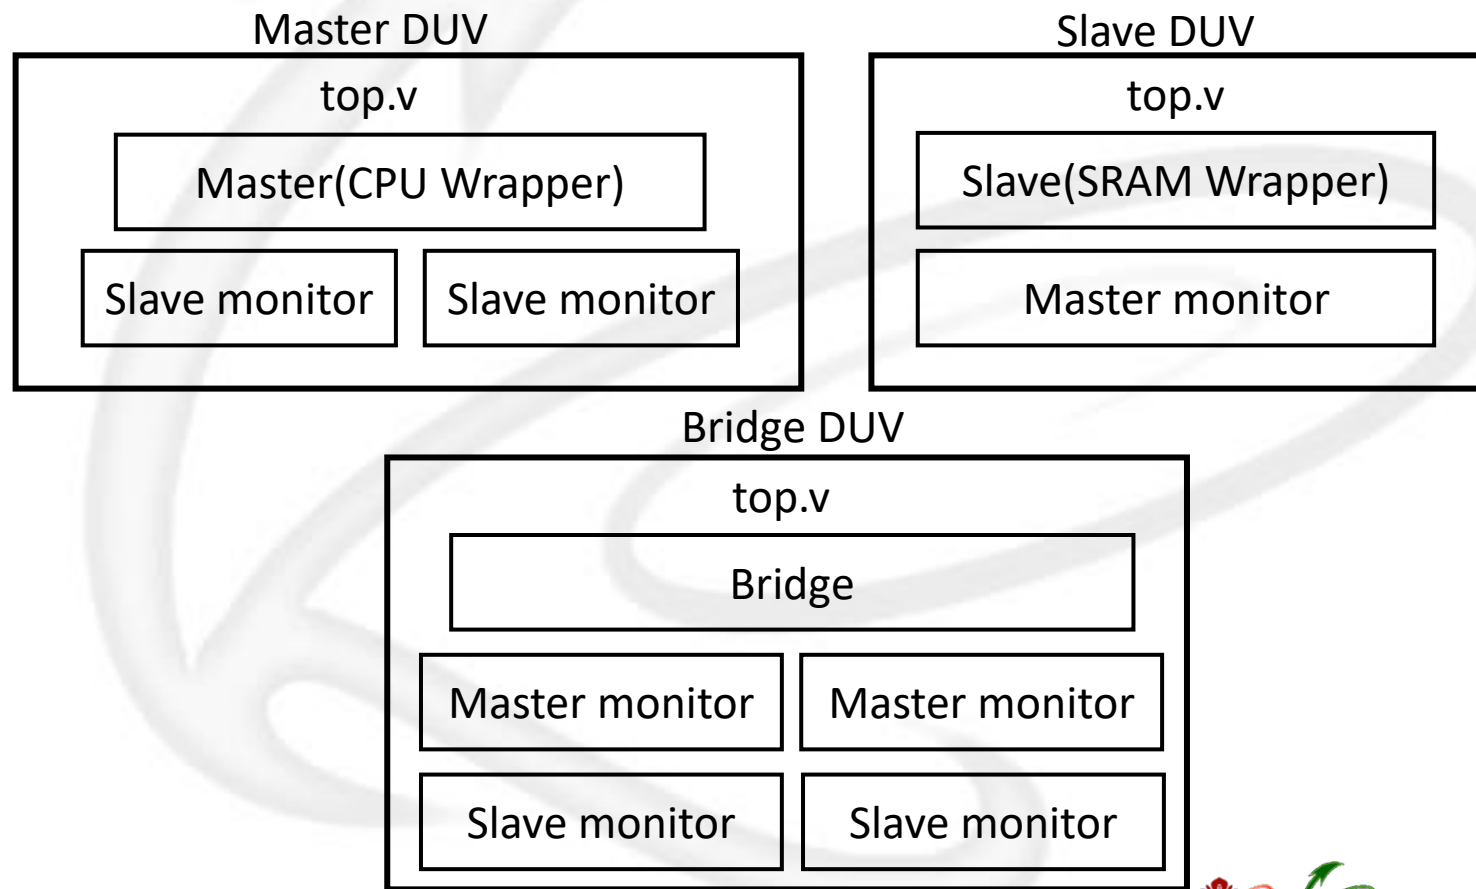 Master DUV
top.v
Master(CPU Wrapper)
Slave monitor
Slave monitor
Slave DUV
top.v
Slave(SRAM Wrapper)
Master monitor
Bridge DUV
top.v
Bridge
Master monitor
Master monitor
Slave monitor
Slave monitor